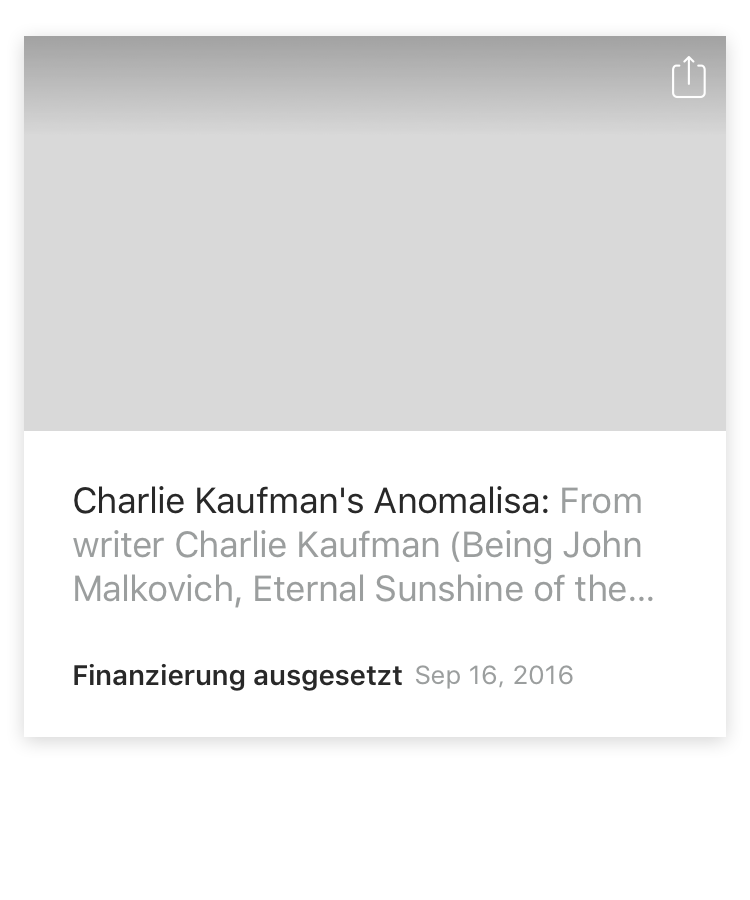 Charlie Kaufman's Anomalisa: From
writer Charlie Kaufman (Being John
Malkovich, Eternal Sunshine of the...
Finanzierung ausgesetzt Sep 16, 2016